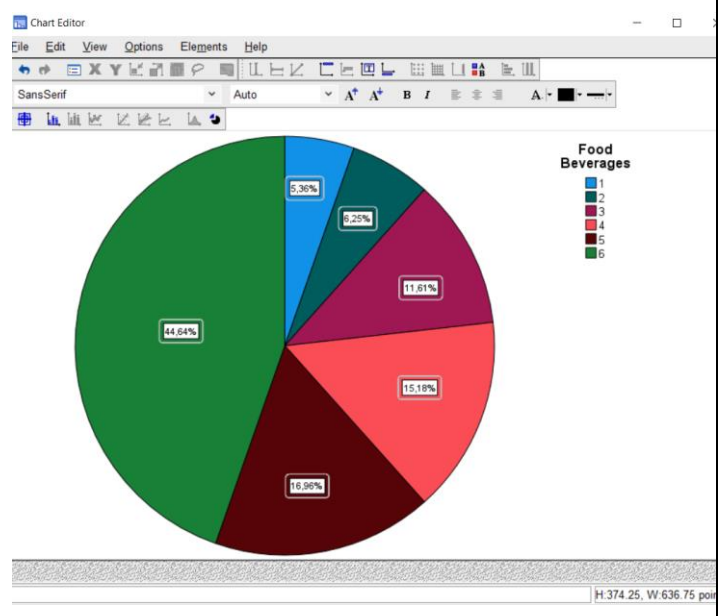 Chart Editor
File Edit View Options Elements Help
X Y
SansSerif Auto A A B I A
Food
Beverages
1
2
3
4
5
6
5,36%
6,25%
11,61%
15,18%
16,96%
44,64%
H:374.25, W:636.75